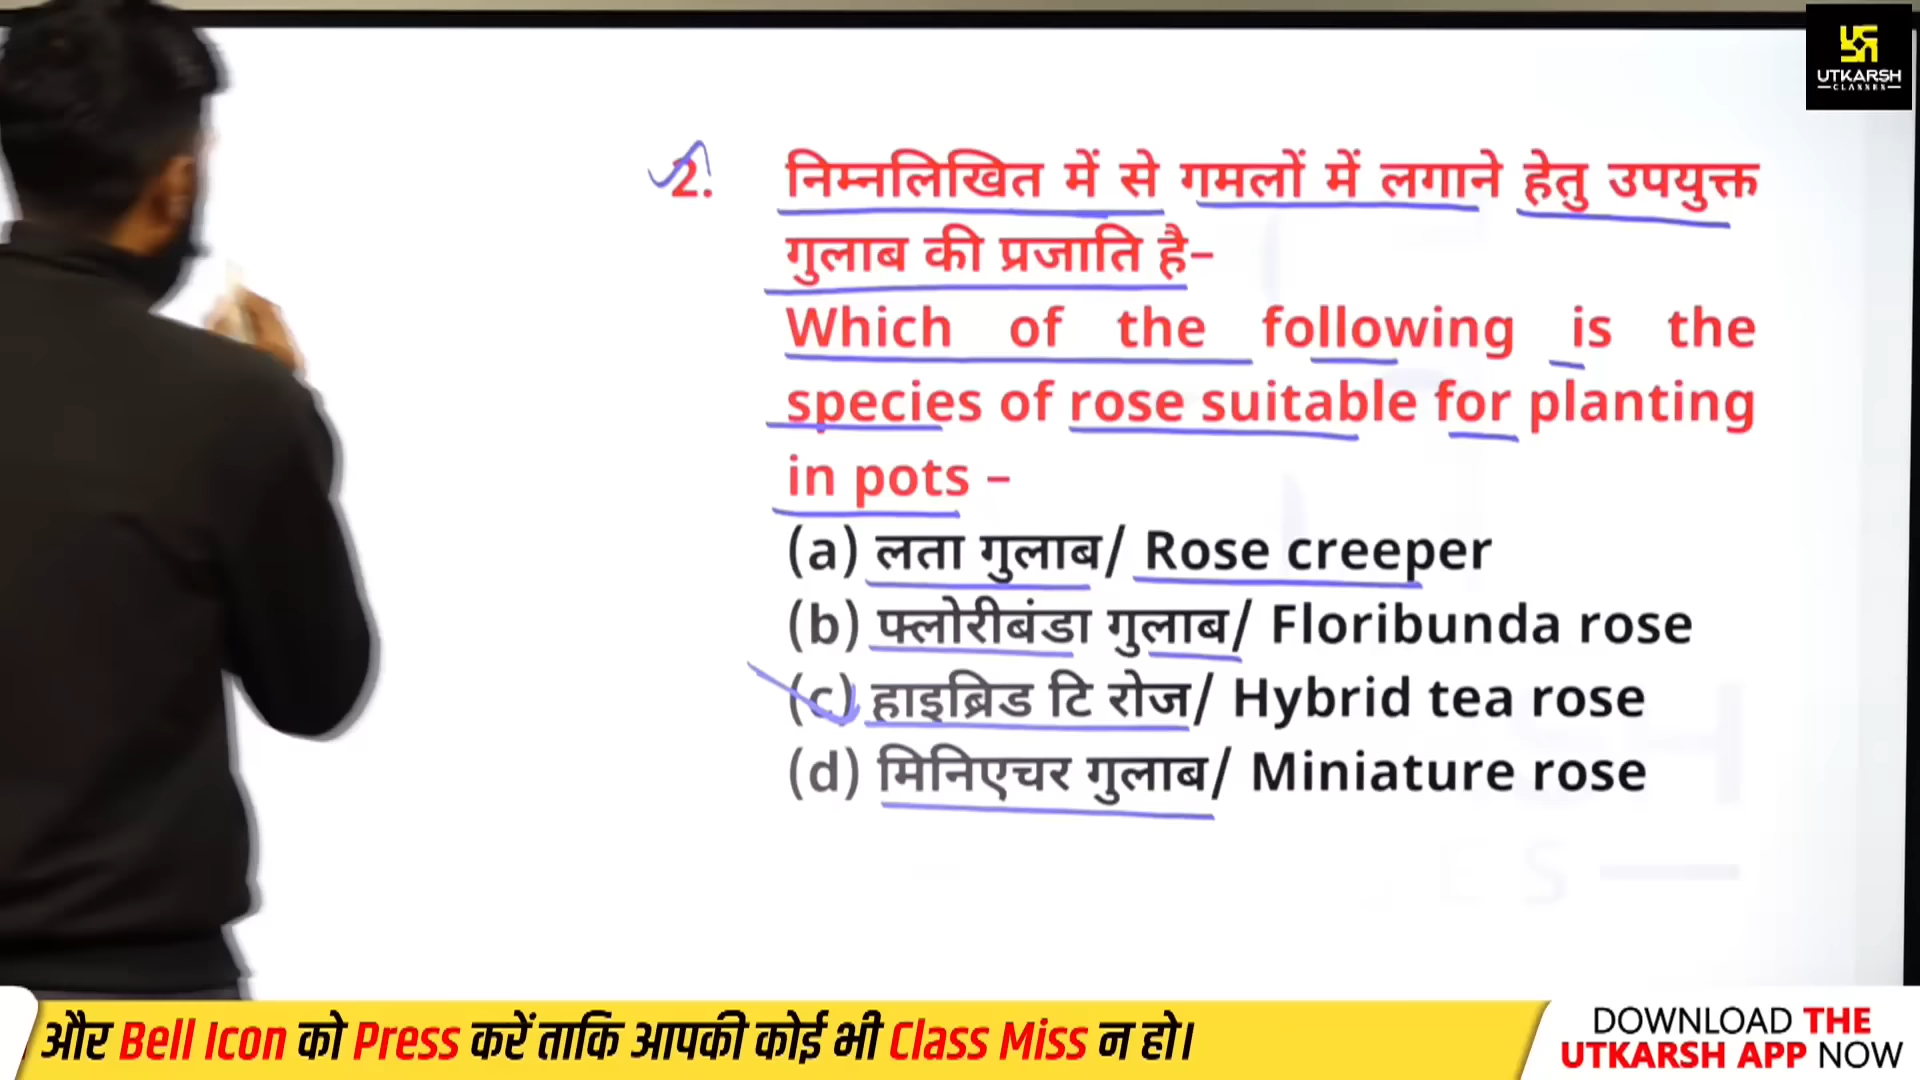 UTKARSH
CLASSES
2. निम्नलिखित में से गमलों में लगाने हेतु उपयुक्त
गुलाब की प्रजाति है–
Which of the following is the
species of rose suitable for planting
in pots –
(a) लता गुलाब/ Rose creeper
(b) फ्लोरीबंडा गुलाब/ Floribunda rose
(c) हाइब्रिड टि रोज/ Hybrid tea rose
(d) मिनिएचर गुलाब/ Miniature rose
और Bell Icon को Press करें ताकि आपकी कोई भी Class Miss न हो।
DOWNLOAD THE
UTKARSH APP NOW